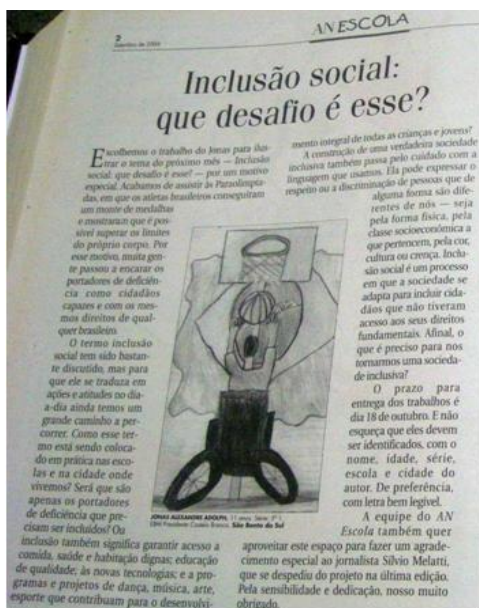 2
Setembro de 2004
AN ESCOLA
Inclusão social:
que desafio é esse?
Escolhemos o trabalho do Jonas para ilus-
trar o tema do próximo mês — Inclusão
social: que desafio é esse? — por um motivo
especial. Acabamos de assistir às Paraolimpía-
das, em que os atletas brasileiros conseguiram
um monte de medalhas
e mostraram que é pos-
sível superar os limites
do próprio corpo. Por
esse motivo, muita gen-
te passou a encarar os
portadores de deficiên-
cia como cidadãos
capazes e com os mes-
mos direitos de qual-
quer brasileiro.
O termo inclusão
social tem sido bastan-
te discutido, mas para
que ele se traduza em
ações e atitudes no dia-
a-dia ainda temos um
grande caminho a per-
correr. Como esse ter-
mo está sendo coloca-
do em prática nas esco-
las e na cidade onde
vivemos? Será que são
apenas os portadores
de deficiência que pre-
cisam ser incluídos? Ou
inclusão também significa garantir acesso a
comida, saúde e habitação dignas; educação
de qualidade, às novas tecnologias; e a pro-
gramas e projetos de dança, música, arte,
esporte que contribuam para o desenvolvi-
mento integral de todas as crianças e jovens?
A construção de uma verdadeira sociedade
inclusiva também passa pelo cuidado com a
linguagem que usamos. Ela pode expressar o
respeito ou a discriminação de pessoas que de
alguma forma são dife-
rentes de nós — seja
pela forma física, pela
classe socioeconômica a
que pertencem, pela cor,
cultura ou crença. Inclu-
são social é um processo
em que a sociedade se
adapta para incluir cida-
dãos que não tiveram
acesso aos seus direitos
fundamentais. Afinal, o
que é preciso para nos
tornarmos uma socieda-
de inclusiva?
O prazo para
entrega dos trabalhos é
dia 18 de outubro. E não
esqueça que eles devem
ser identificados, com o
nome, idade, série,
escola e cidade do
autor. De preferência,
com letra bem legível.
A equipe do AN
Escola também quer
aproveitar este espaço para fazer um agrade-
cimento especial ao jornalista Sílvio Melatti,
que se despediu do projeto na última edição.
Pela sensibilidade e dedicação, nosso muito
obrigado.
JONAS ALEXANDRE ADOLPH, 11 anos. Série: 5ª
EBM Presidente Castelo Branco. São Bento do Sul